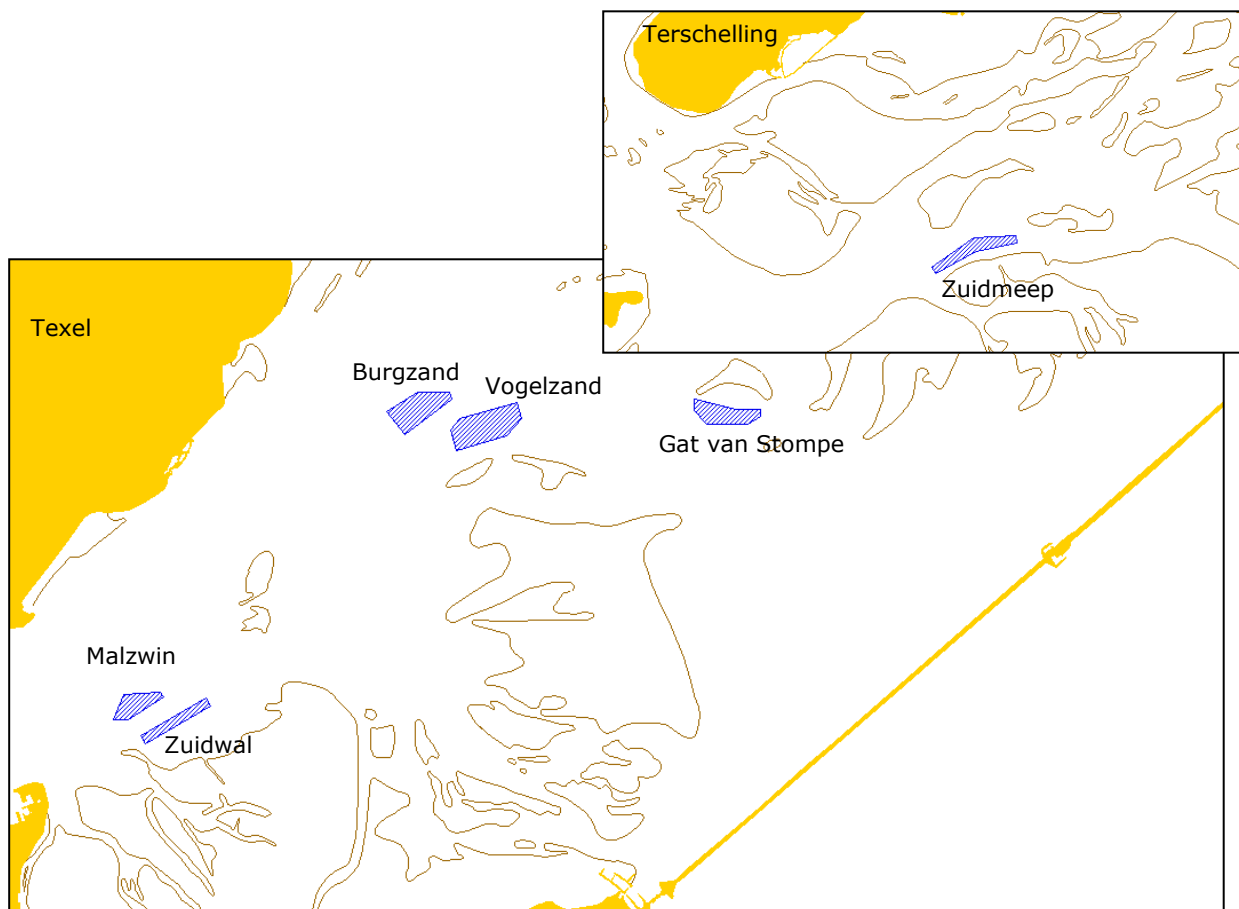 Terschelling
Zuidmeep
Texel
Burgzand
Vogelzand
Gat van Stompe
Malzwin
Zuidwal